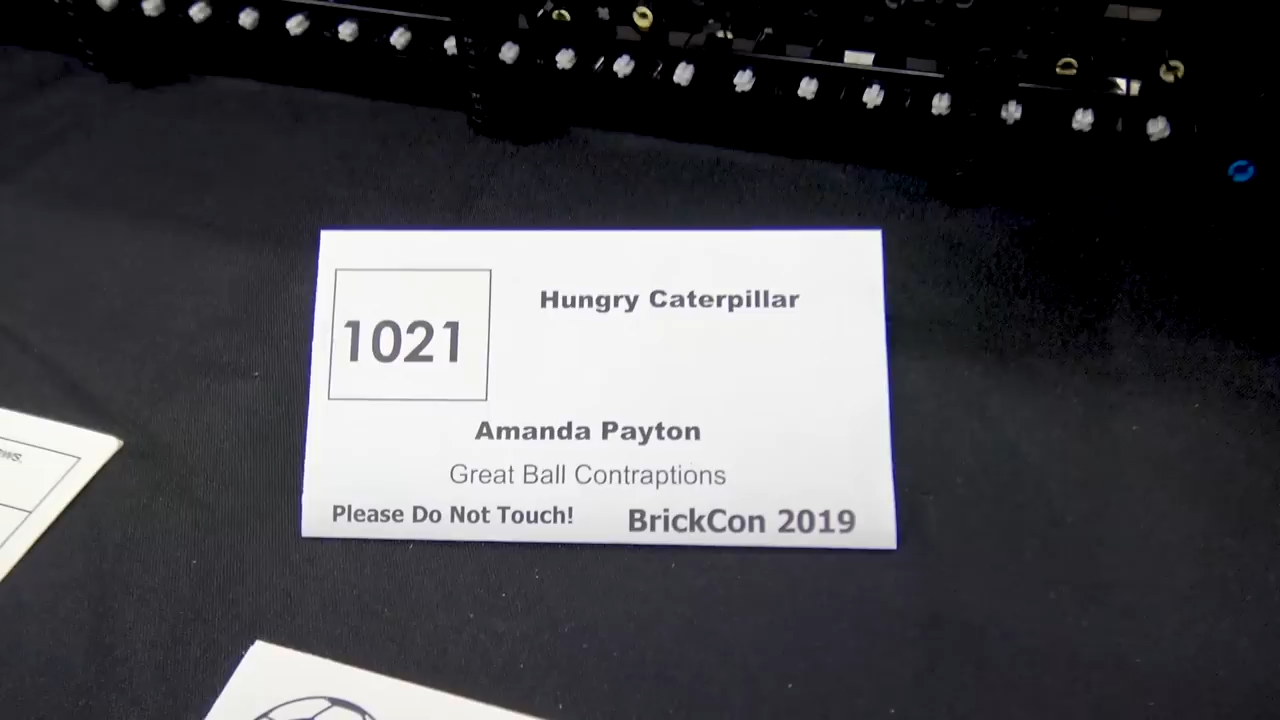 Hungry Caterpillar
1021
Amanda Payton
Great Ball Contraptions
Please Do Not Touch!
BrickCon 2019